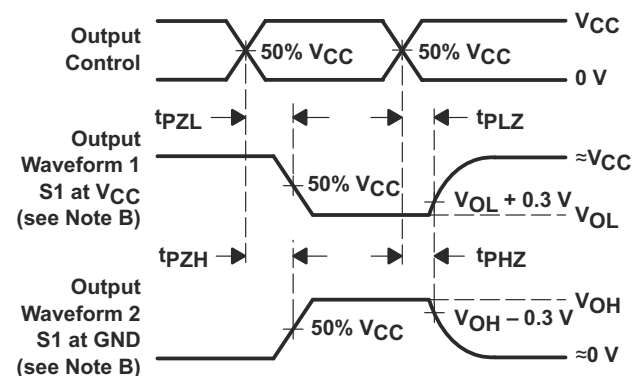 Output
Control
50% VCC
50% VCC
VCC
0 V
tPZL
tPLZ
Output
Waveform 1
S1 at VCC
(see Note B)
50% VCC
≈VCC
VOL + 0.3 V
VOL
tPZH
tPHZ
Output
Waveform 2
S1 at GND
(see Note B)
50% VCC
VOH
VOH – 0.3 V
≈0 V